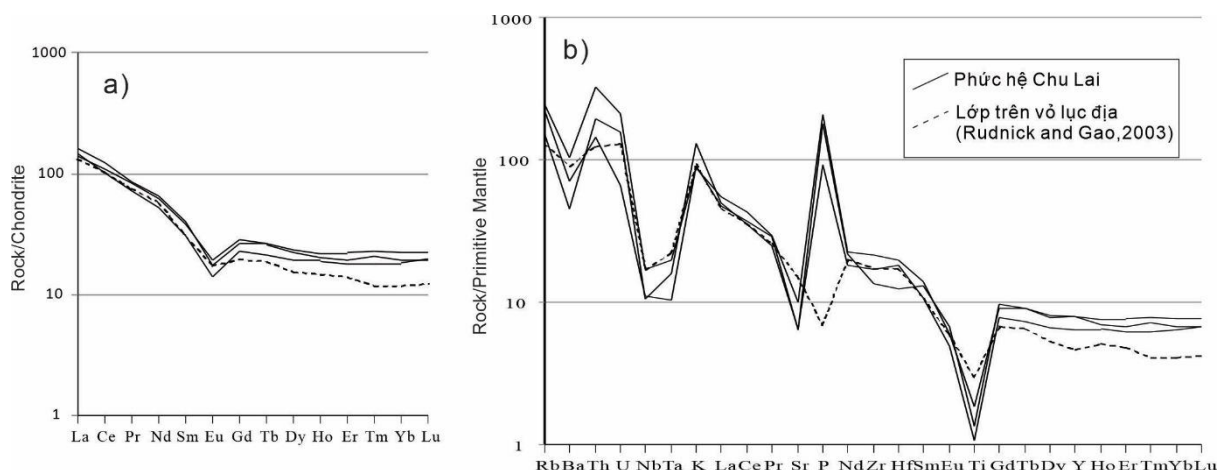 a)
Rock/Chondrite
1000
100
10
1
La Ce Pr Nd Sm Eu Gd Tb Dy Ho Er Tm Yb Lu
b)
Rock/Primitive Mantle
1000
100
10
1
Rb Ba Th U Nb Ta K La Ce Pr Sr P Nd Zr Hf Sm Eu Ti Gd Tb Dy Y Ho Er Tm Yb Lu
Phức hệ Chu Lai
Lớp trên vỏ lục địa
(Rudnick and Gao,2003)